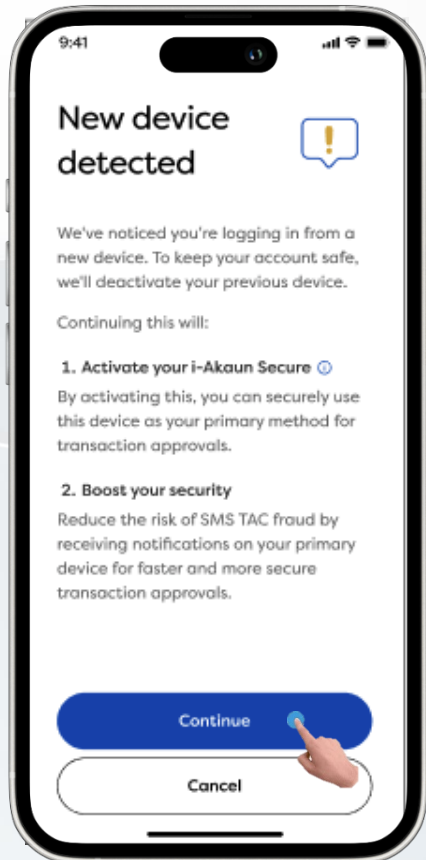 9:41
New device
detected
We've noticed you're logging in from a
new device. To keep your account safe,
we'll deactivate your previous device.
Continuing this will:
1. Activate your i-Akaun Secure
By activating this, you can securely use
this device as your primary method for
transaction approvals.
2. Boost your security
Reduce the risk of SMS TAC fraud by
receiving notifications on your primary
device for faster and more secure
transaction approvals.
Continue
Cancel